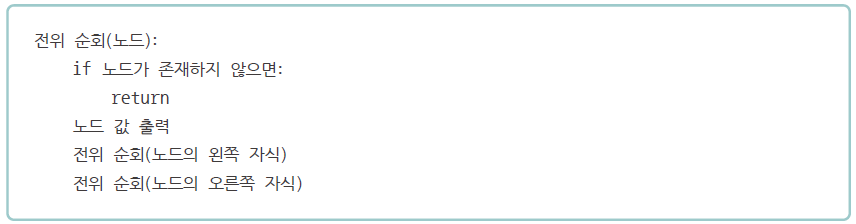 전위 순회(노드):
if 노드가 존재하지 않으면:
return
노드 값 출력
전위 순회(노드의 왼쪽 자식)
전위 순회(노드의 오른쪽 자식)